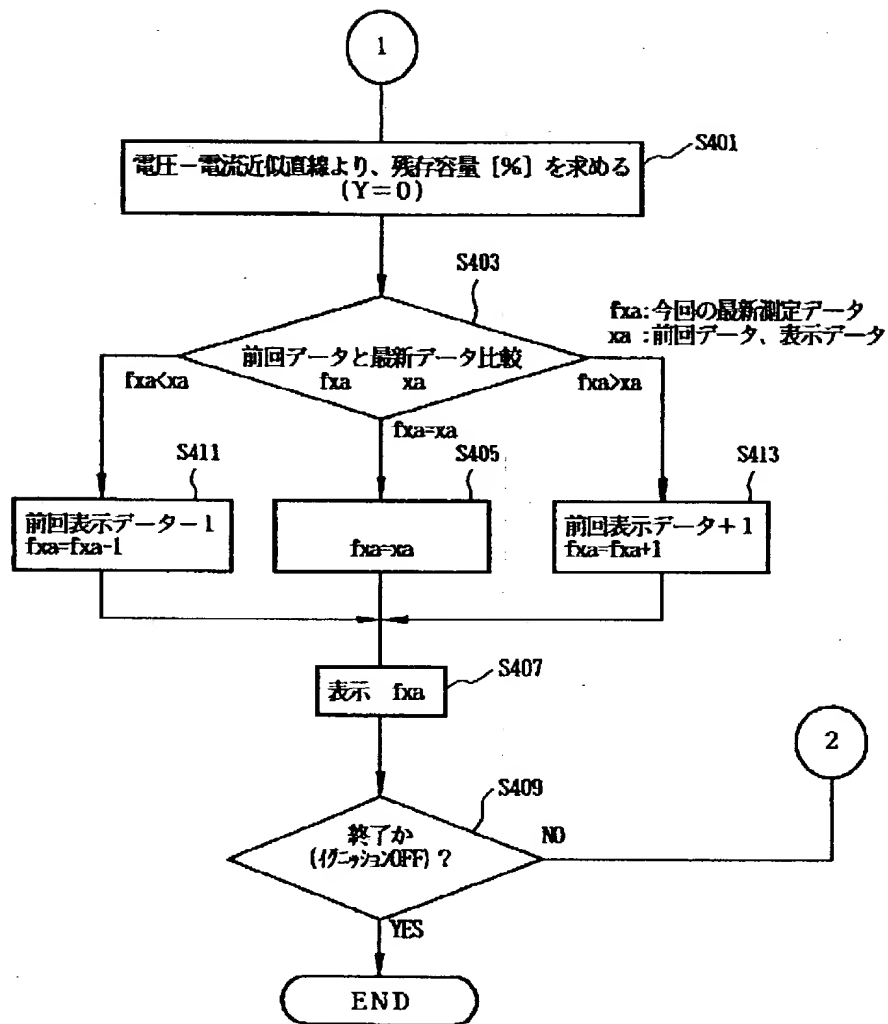 1
S401
電圧－電流近似直線より、残存容量 [%] を求める
(Y=0)
S403
fxa:今回の最新測定データ
xa :前回データ、表示データ
前回データと最新データ比較
fxa xa
fxa<xa
fxa>xa
fxa=xa
S411
S405
S413
前回表示データ－1
fxa=fxa-1
fxa=xa
前回表示データ＋1
fxa=fxa+1
S407
表示 fxa
2
S409
終了か
(イグニッションOFF) ?
NO
YES
END